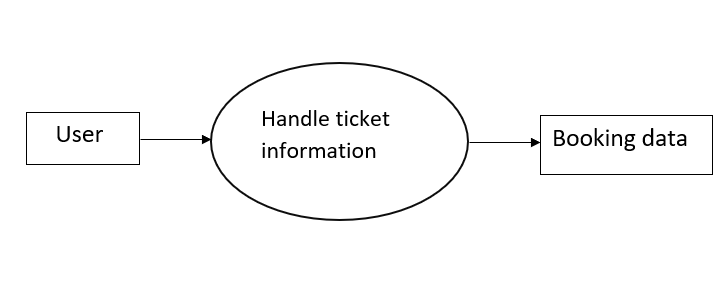 User
Handle ticket
information
Booking data